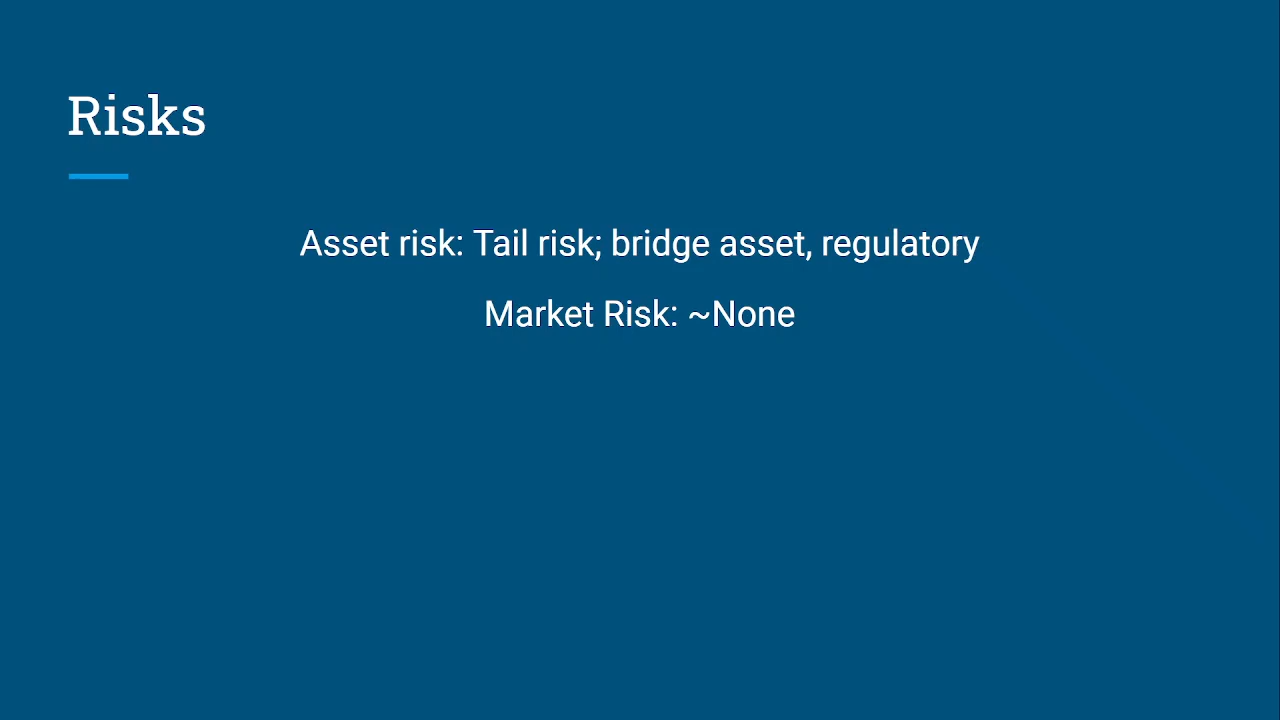 Risks
Asset risk: Tail risk; bridge asset, regulatory
Market Risk: ~None